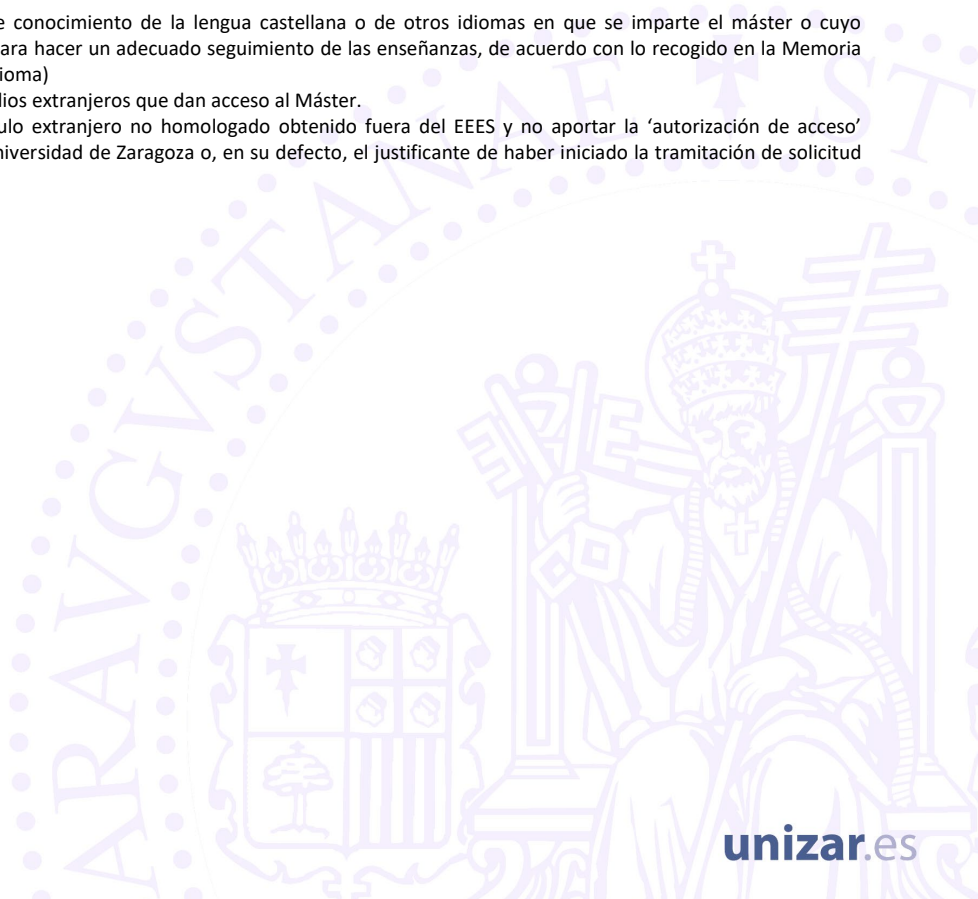 e conocimiento de la lengua castellana o de otros idiomas en que se imparte el máster o cuyo
ara hacer un adecuado seguimiento de las enseñanzas, de acuerdo con lo recogido en la Memoria
ioma)
lios extranjeros que dan acceso al Máster.
ulo extranjero no homologado obtenido fuera del EEES y no aportar la ‘autorización de acceso’
niversidad de Zaragoza o, en su defecto, el justificante de haber iniciado la tramitación de solicitud
ARAVGVSTANAE ST
unizar.es